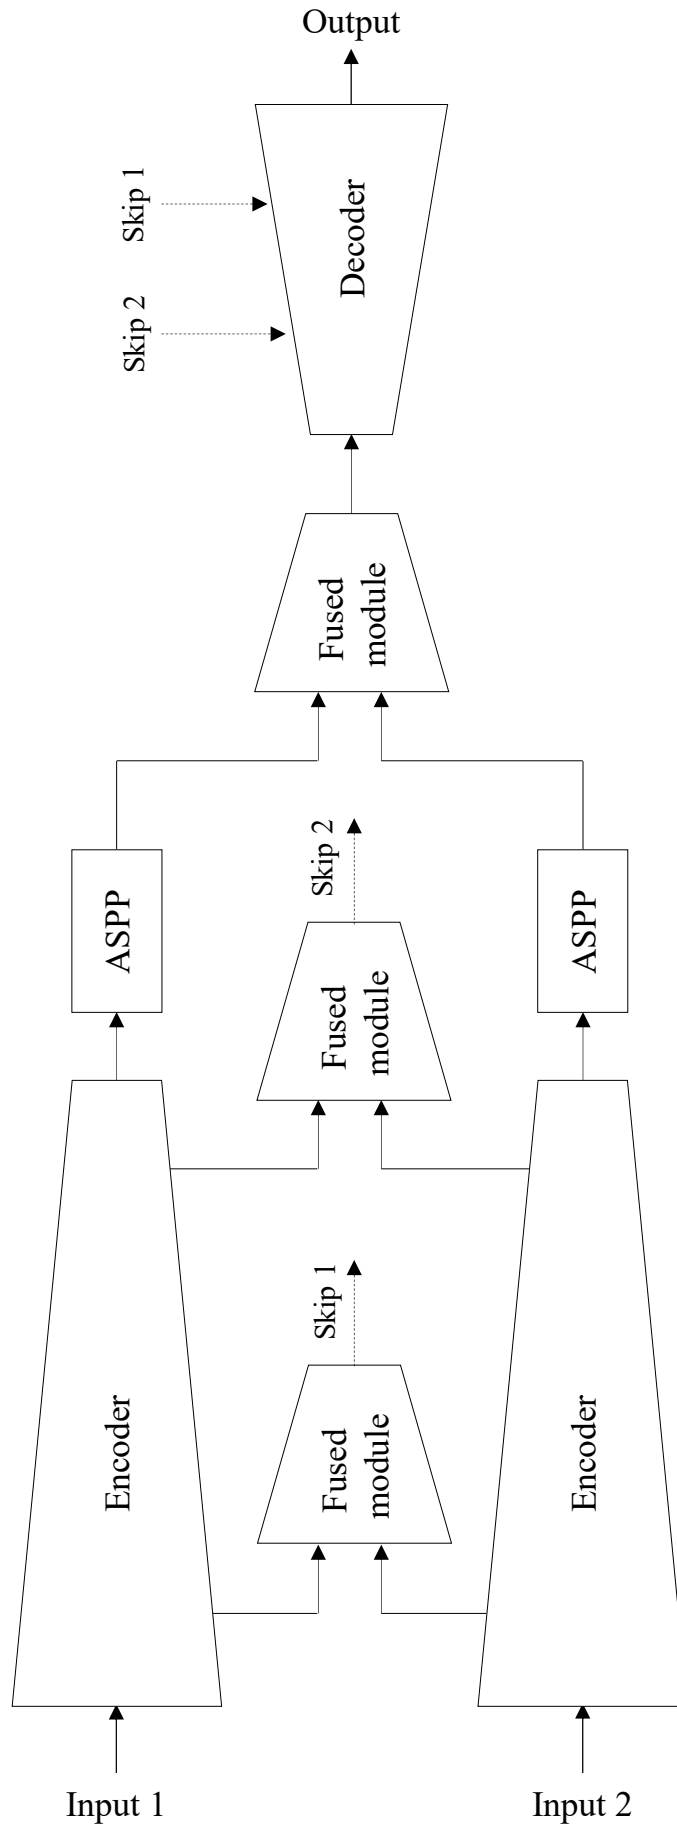 Output
Skip 1
Decoder
Skip 2
Fused
module
Skip 2
ASPP
ASPP
Fused
module
Skip 1
Encoder
Encoder
Fused
module
Input 1
Input 2